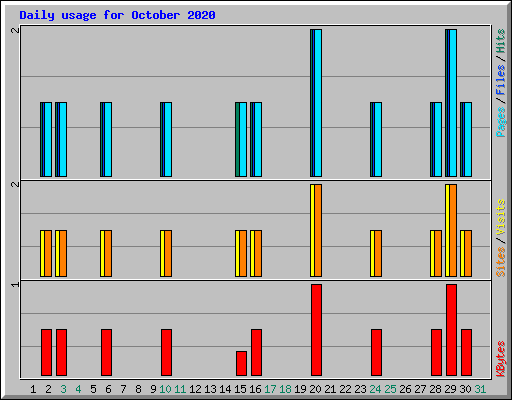 Daily usage for October 2020
2
2
1
Pages/Files/Hits
Sites/Visits
KBytes
1 2 3 4 5 6 7 8 9 10 11 12 13 14 15 16 17 18 19 20 21 22 23 24 25 26 27 28 29 30 31